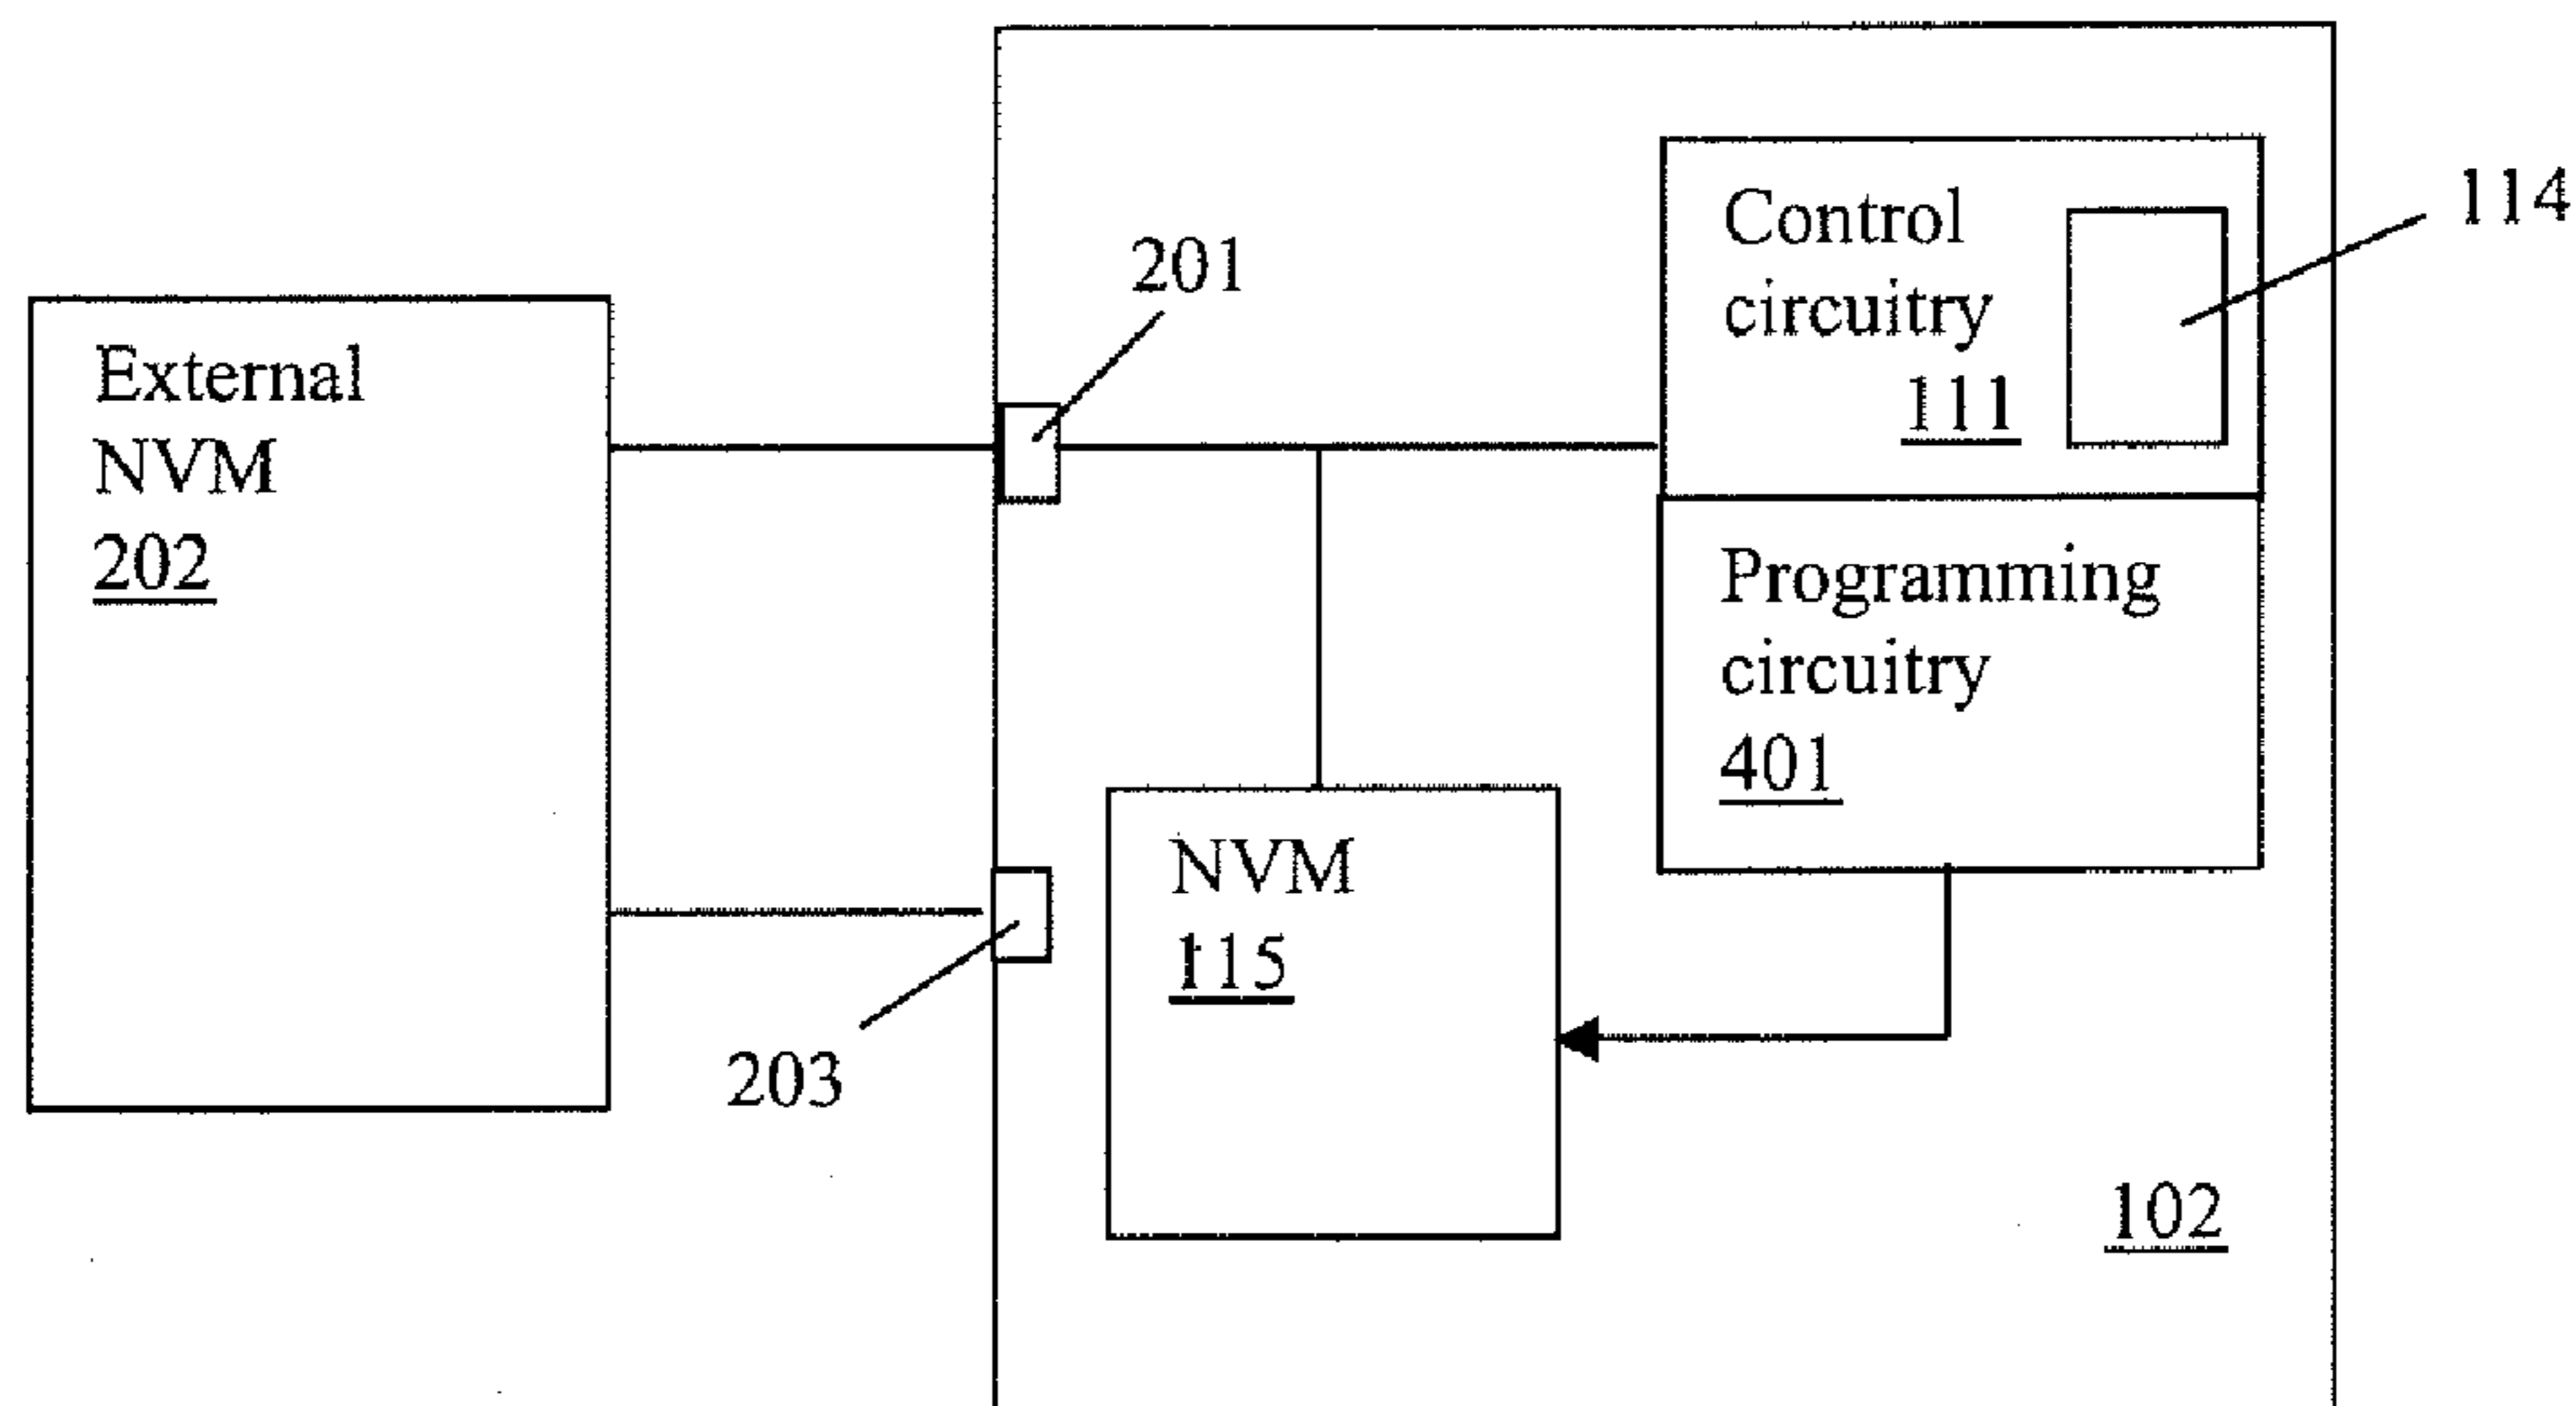 External
NVM
202
201
203
Control
circuitry
111
114
Programming
circuitry
401
NVM
115
102